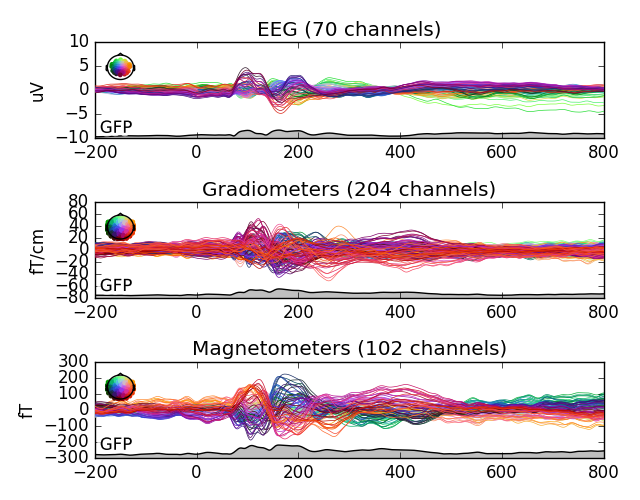 EEG (70 channels)
10
5
0
−5
−10
uV
GFP
−200 0 200 400 600 800
Gradiometers (204 channels)
80
60
40
20
0
−20
−40
−60
−80
fT/cm
GFP
−200 0 200 400 600 800
Magnetometers (102 channels)
300
200
100
0
−100
−200
−300
fT
GFP
−200 0 200 400 600 800